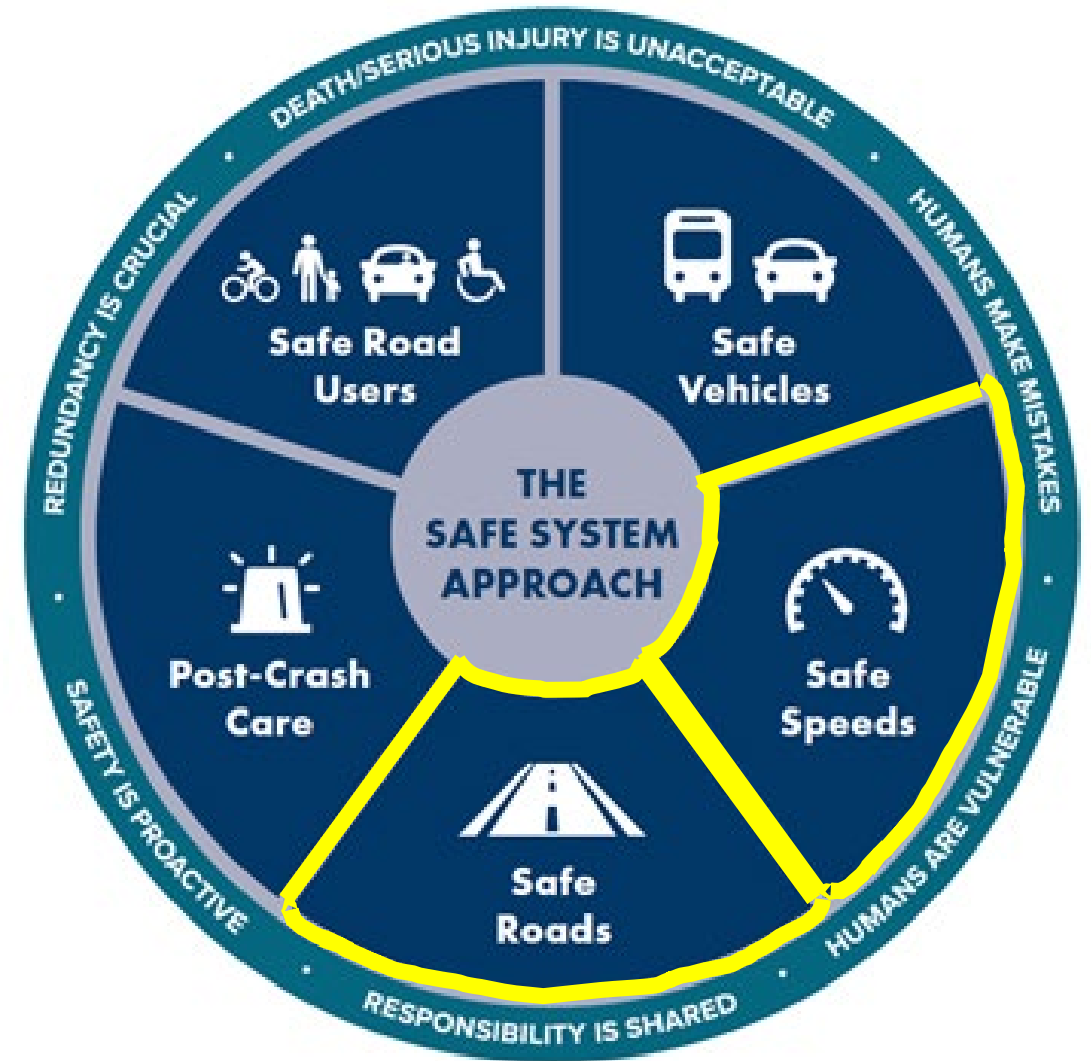 DEATH/SERIOUS INJURY IS UNACCEPTABLE
HUMANS MAKE MISTAKES
HUMANS ARE VULNERABLE
RESPONSIBILITY IS SHARED
SAFETY IS PROACTIVE
REDUNDANCY IS CRUCIAL
Safe Road
Users
Safe
Vehicles
THE
SAFE SYSTEM
APPROACH
Post-Crash
Care
Safe
Speeds
Safe
Roads